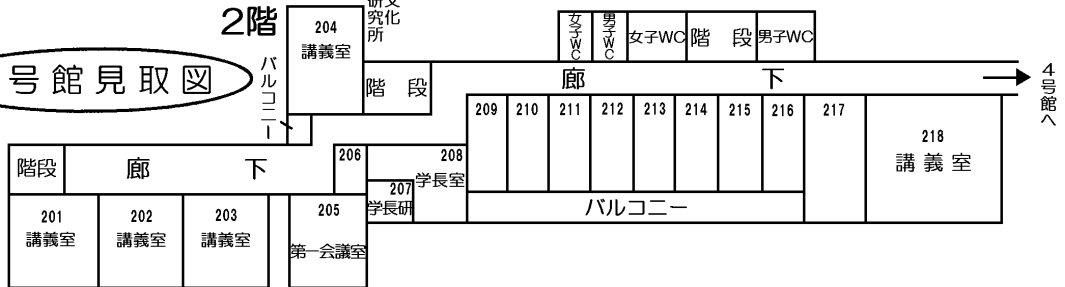 2階
号館見取図
204
講義室
文化
研究所
バルコニー
階段
女子WC
男子WC
女子WC
階段
男子WC
廊下
4号館へ
階段
廊下
201
講義室
202
講義室
203
講義室
205
第一会議室
206
207
学長研
208
学長室
209
210
211
212
213
214
215
216
217
218
講義室
バルコニー